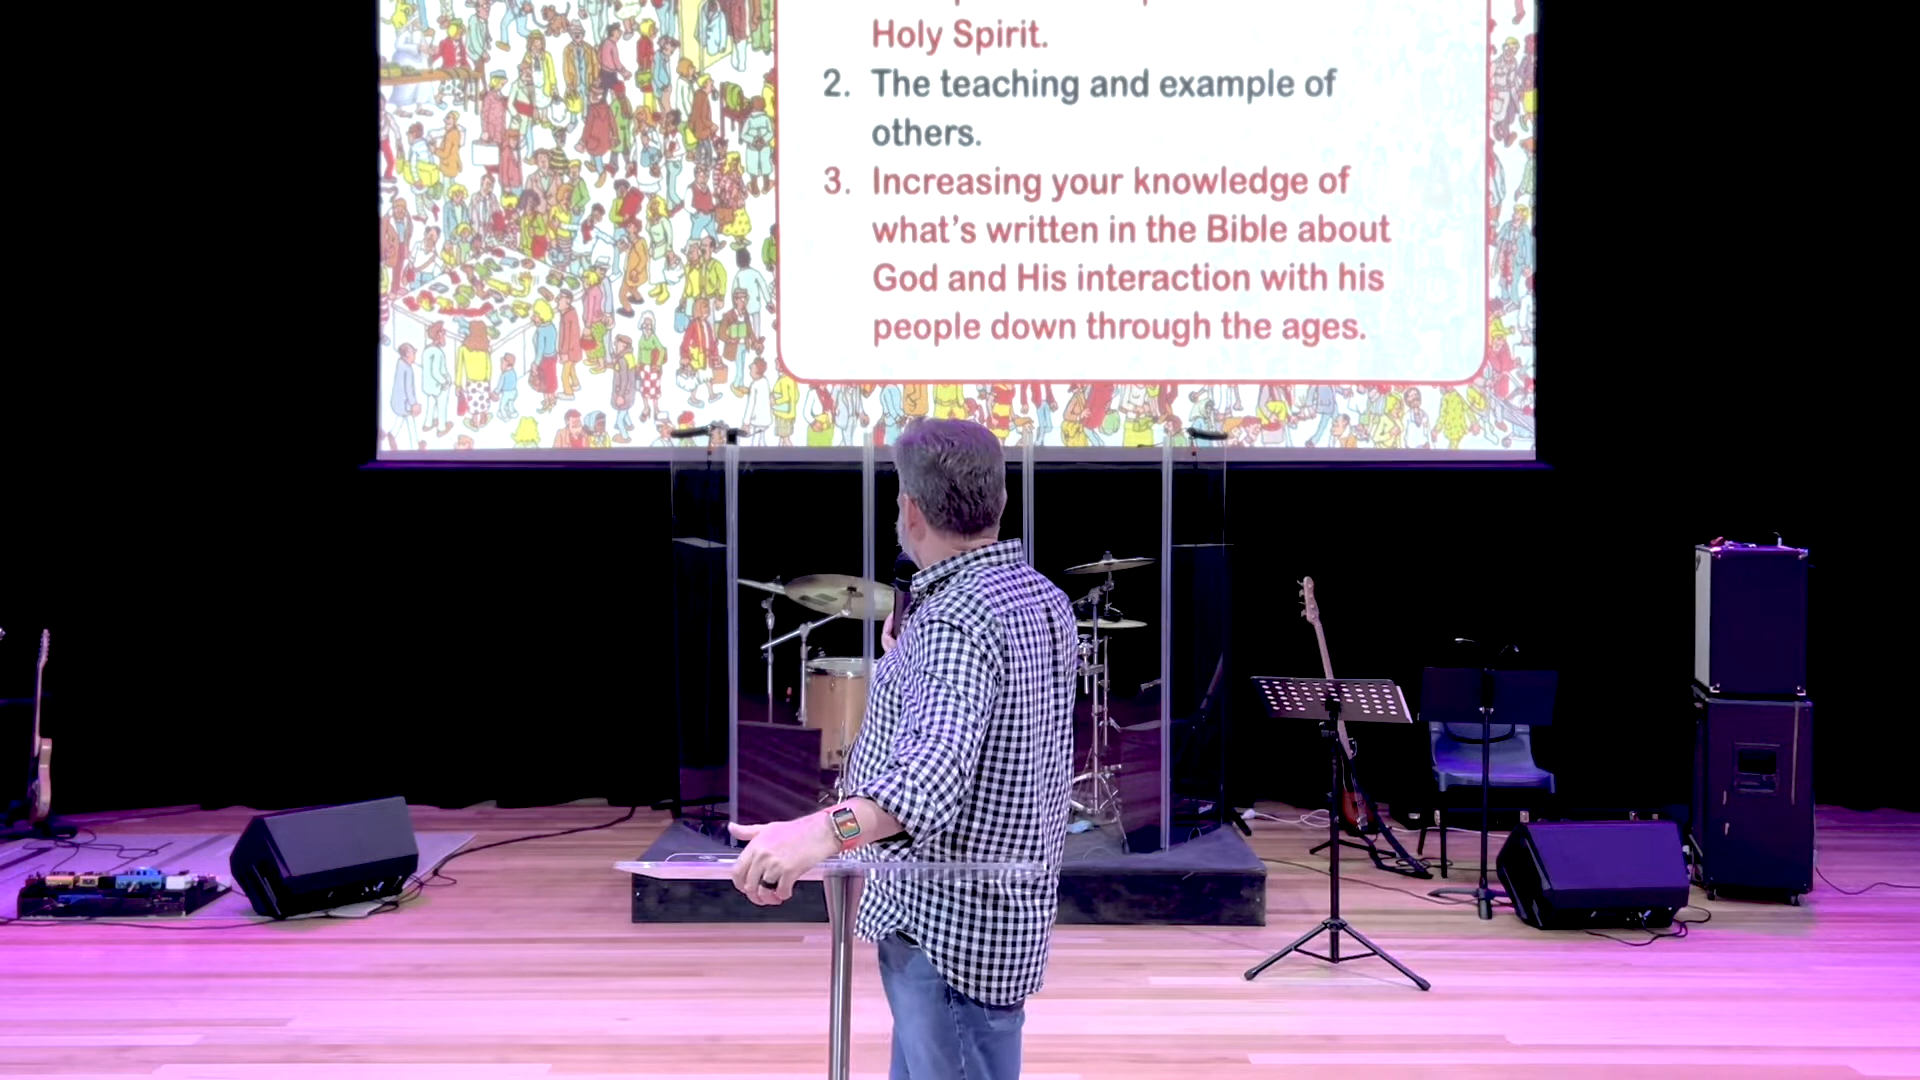 Holy Spirit.
2. The teaching and example of
others.
3. Increasing your knowledge of
what's written in the Bible about
God and His interaction with his
people down through the ages.